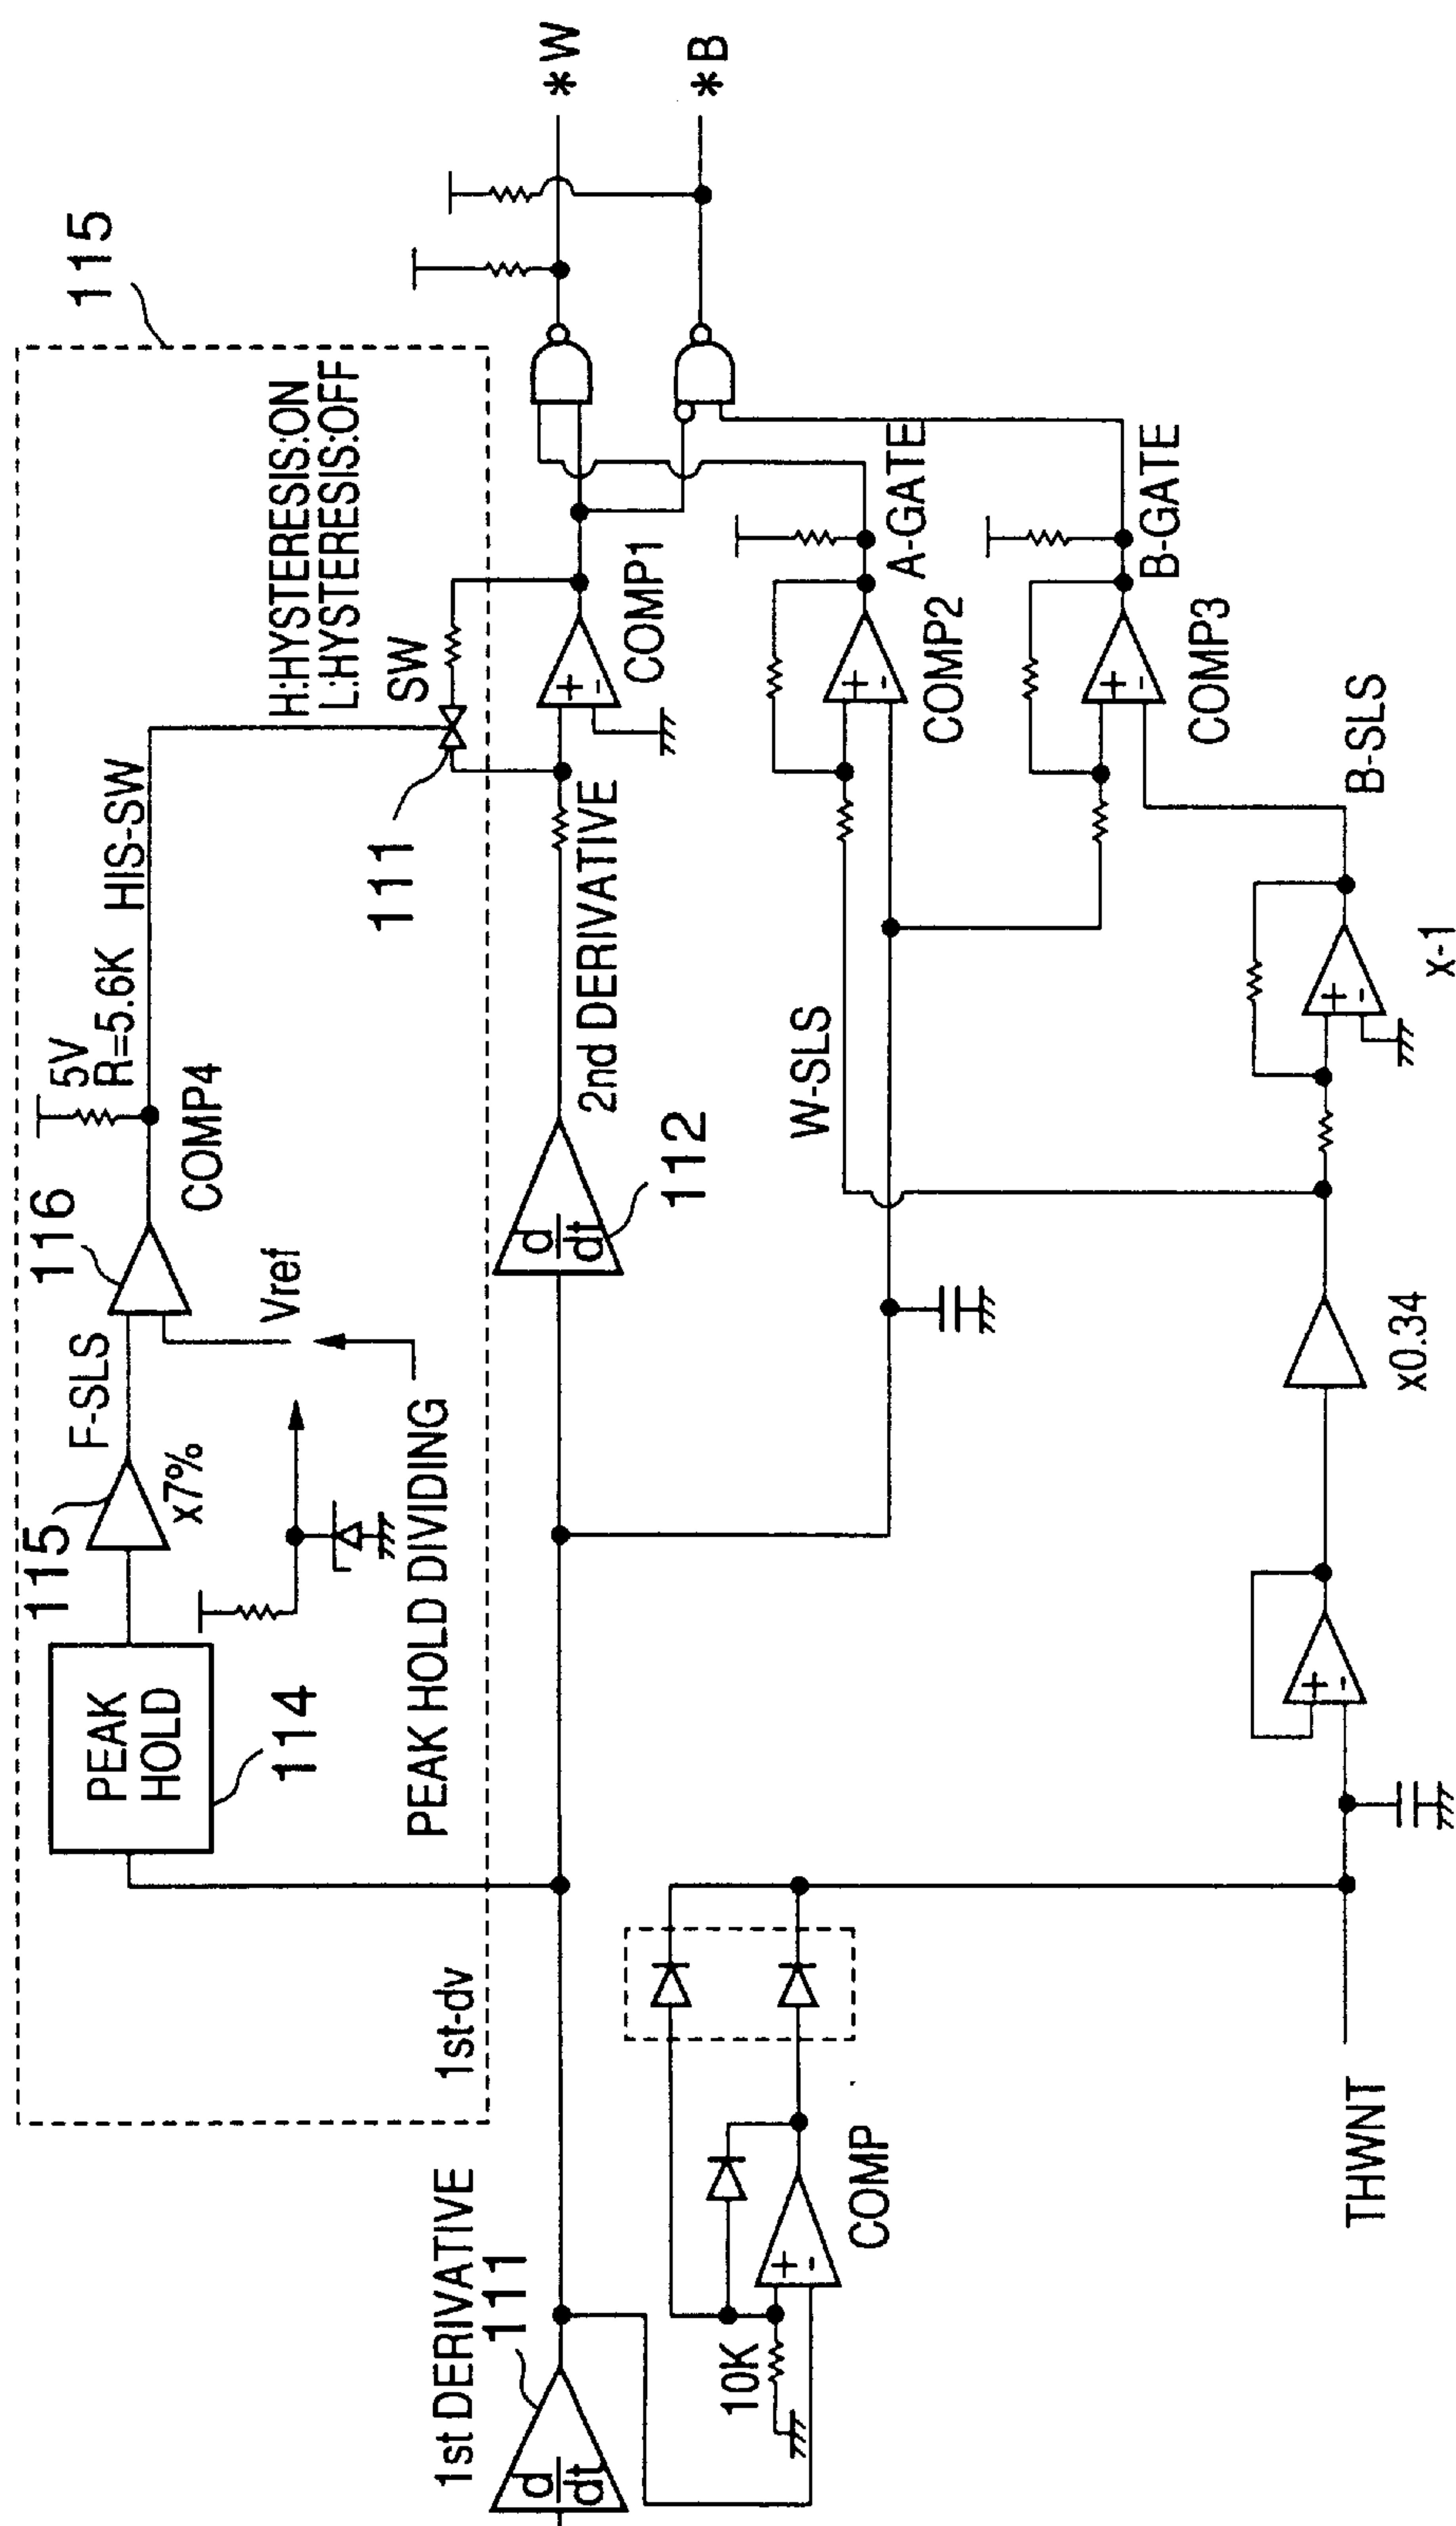 115
H:HYSTERESIS:ON
L:HYSTERESIS:OFF
*W
*B
PEAK
HOLD
114
115
x7%
F-SLS
116
Vref
COMP4
5V
R=5.6K
HIS-SW
111
SW
PEAK HOLD DIVIDING
1st-dv
1st DERIVATIVE
111
d
dt
d
dt
112
2nd DERIVATIVE
+
-
COMP1
10K
+
-
COMP
W-SLS
+
-
COMP2
A-GATE
+
-
COMP3
B-GATE
THWNT
+
-
x0.34
+
-
x-1
B-SLS